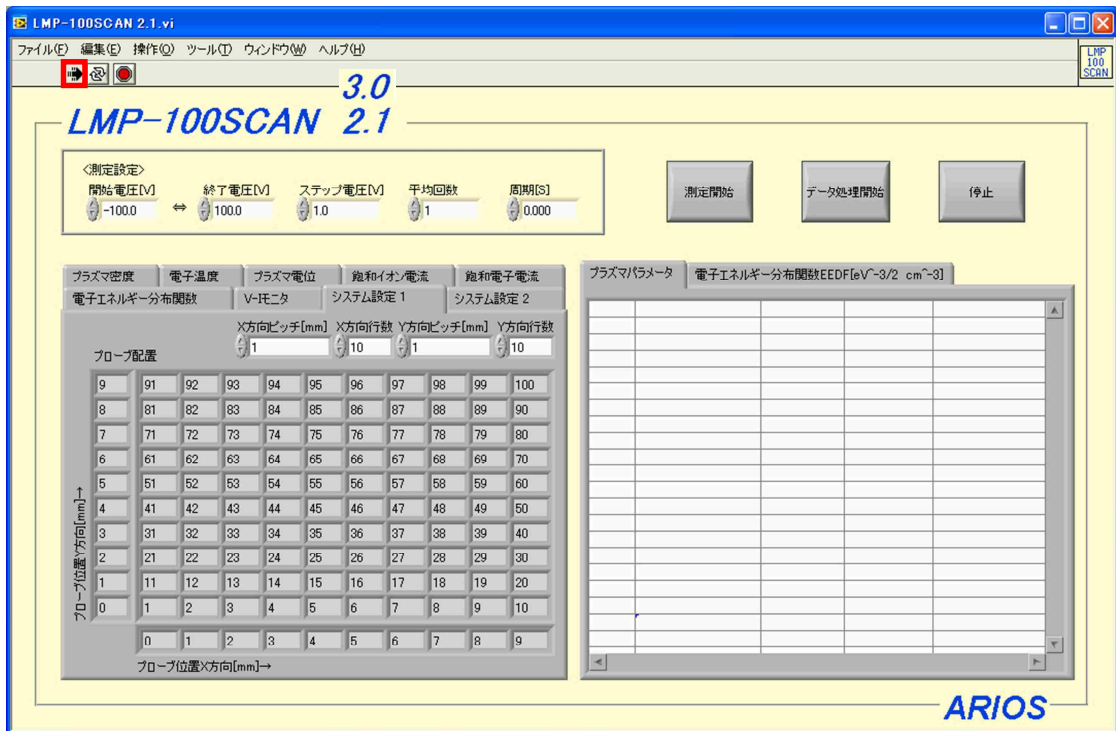 LMP-100SCAN 2.1.vi
ファイル(F) 編集(E) 操作(O) ツール(T) ウィンドウ(W) ヘルプ(H)
LMP
100
SCAN
3.0
LMP-100SCAN 2.1
<測定設定>
開始電圧[V] 終了電圧[V] ステップ電圧[V] 平均回数 周期[S]
-100.0 ⇔ 100.0 1.0 1 0.000
測定開始 データ処理開始 停止
プラズマ密度 電子温度 プラズマ電位 飽和イオン電流 飽和電子電流
電子エネルギー分布関数 V-Iモニタ システム設定 1 システム設定 2
X方向ピッチ[mm] X方向行数 Y方向ピッチ[mm] Y方向行数
1 10 1 10
プローブ配置
9 91 92 93 94 95 96 97 98 99 100
8 81 82 83 84 85 86 87 88 89 90
7 71 72 73 74 75 76 77 78 79 80
6 61 62 63 64 65 66 67 68 69 70
5 51 52 53 54 55 56 57 58 59 60
4 41 42 43 44 45 46 47 48 49 50
3 31 32 33 34 35 36 37 38 39 40
2 21 22 23 24 25 26 27 28 29 30
1 11 12 13 14 15 16 17 18 19 20
0 1 2 3 4 5 6 7 8 9 10
0 1 2 3 4 5 6 7 8 9
プローブ位置Y方向[mm]→
プローブ位置X方向[mm]→
プラズマパラメータ 電子エネルギー分布関数EEDF[eV^-3/2 cm^-3]
ARIOS